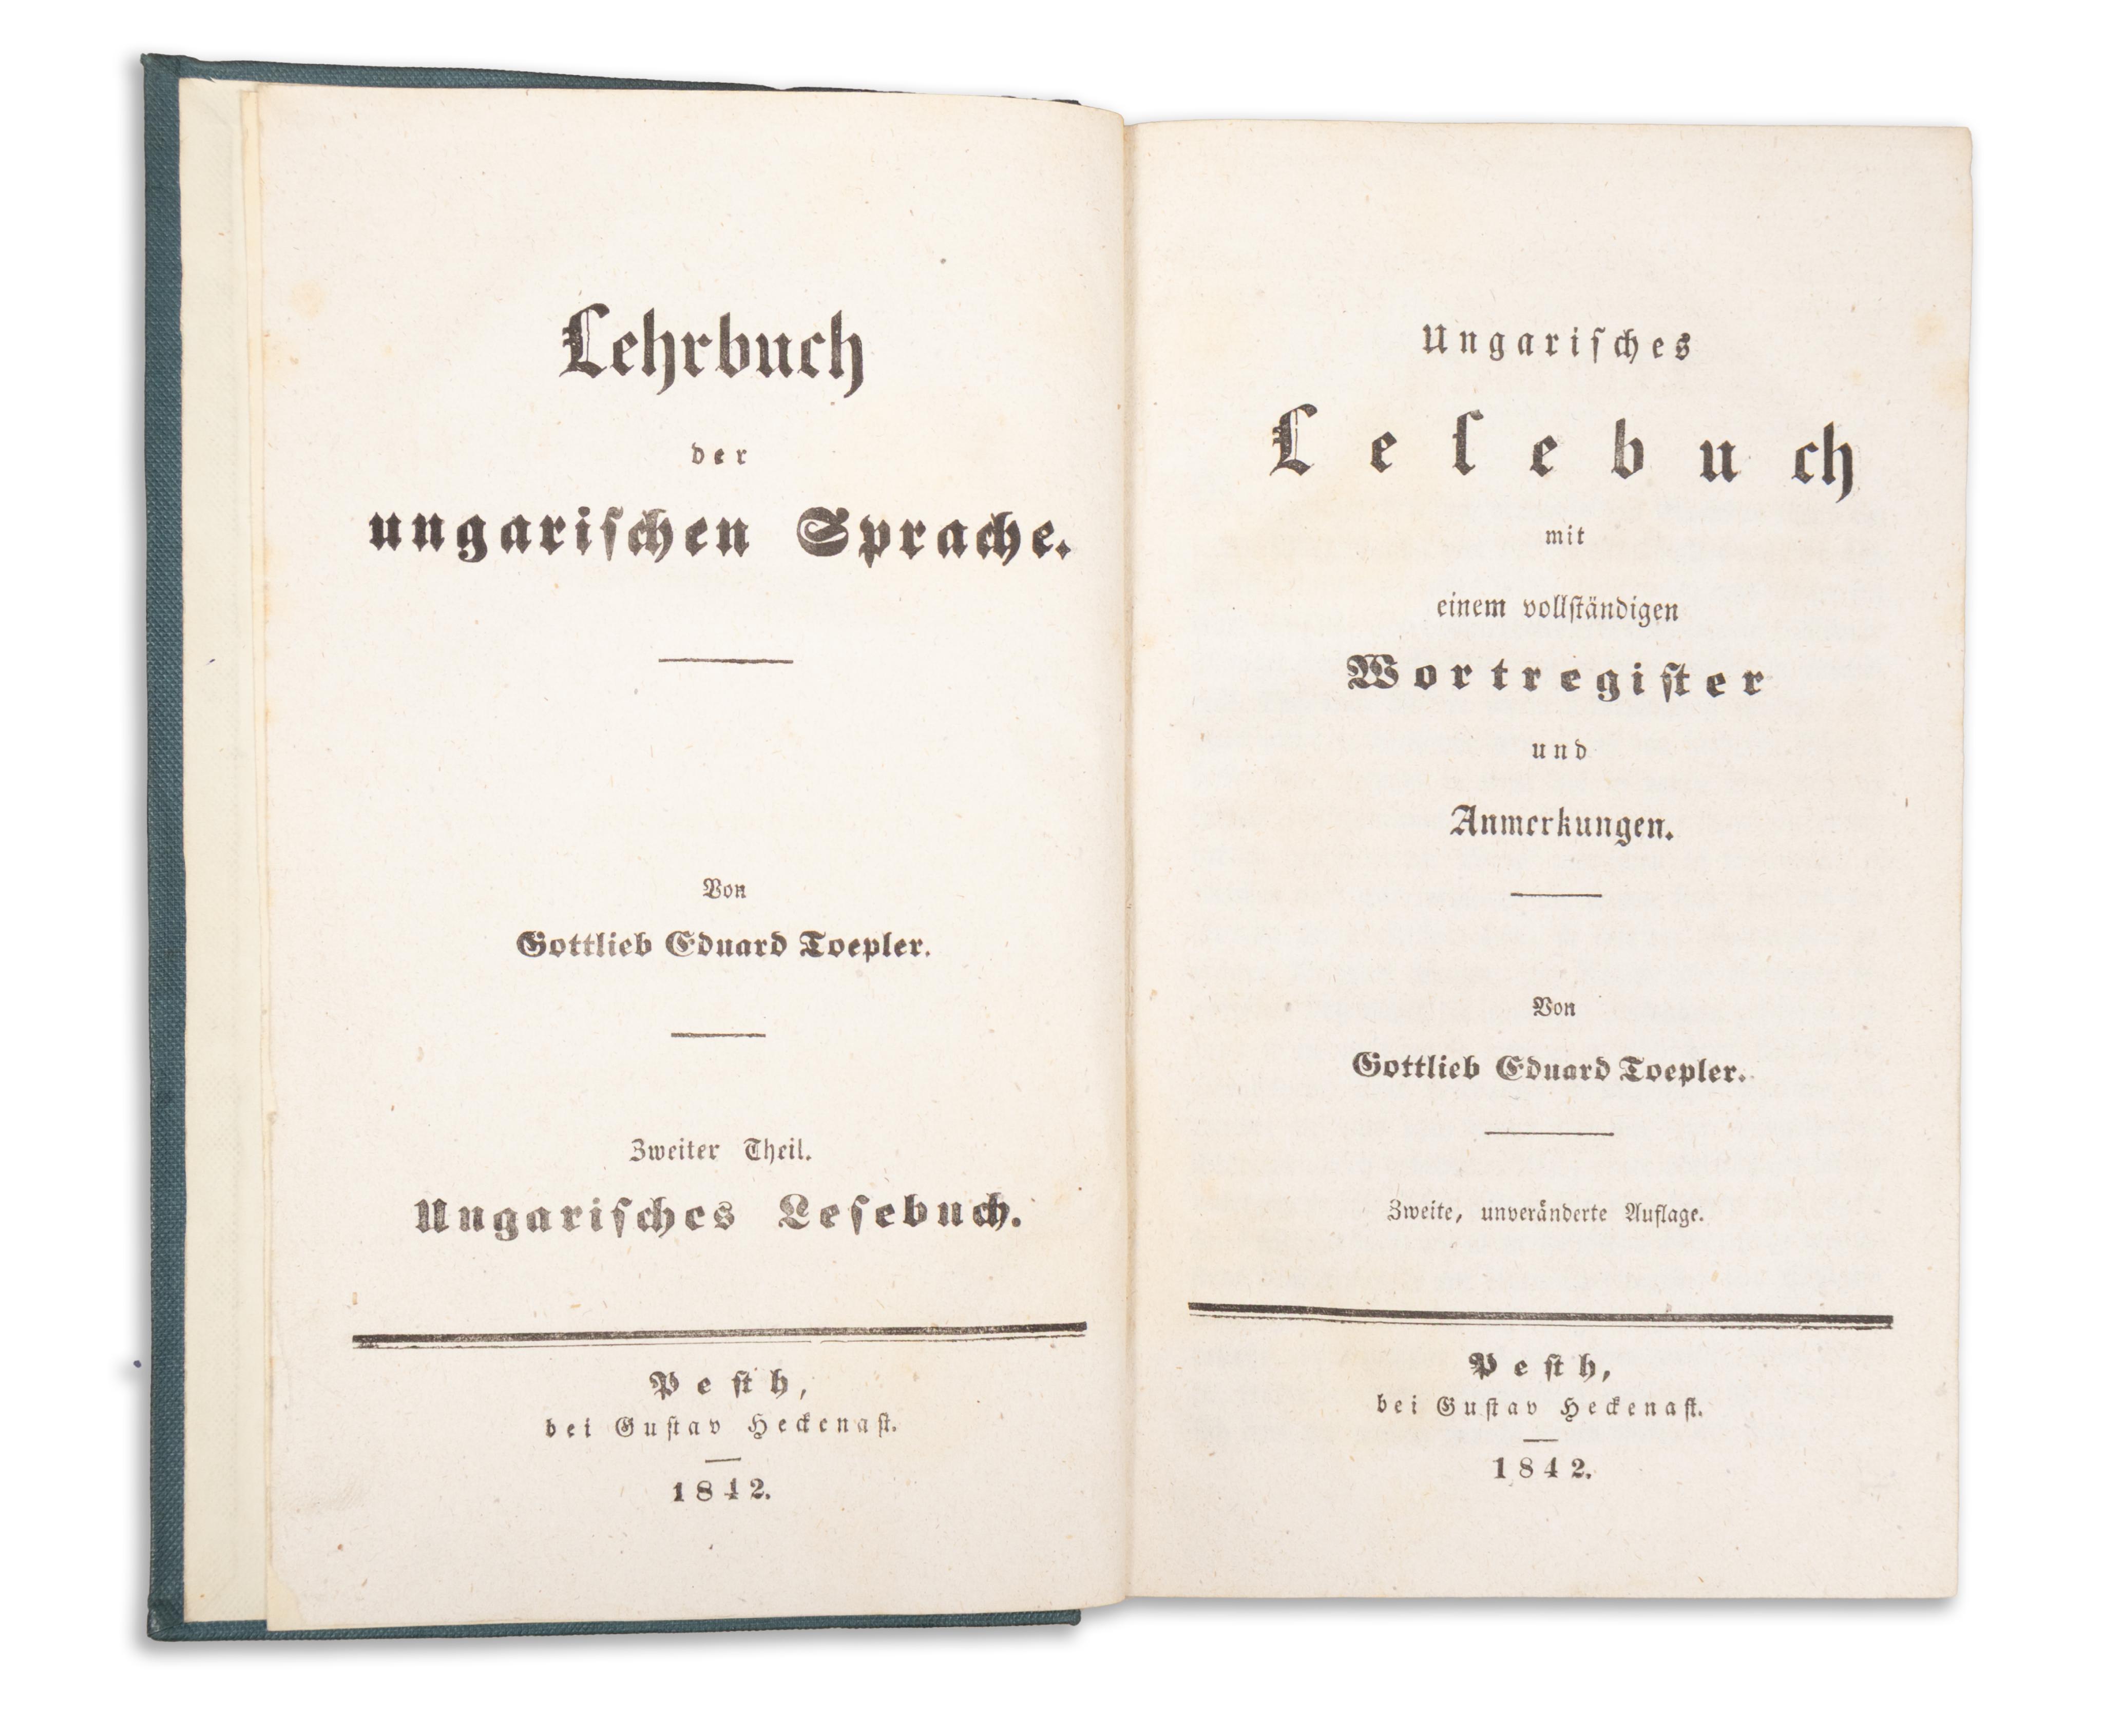 Lehrbuch
der
ungariſchen Sprache.
Von
Gottlieb Eduard Toepler.
Zweiter Theil.
Ungariſches Leſebuch.
Peſth,
bei Guſtav Heckenaſt.
1842.
Ungariſches
Leſebuch
mit
einem vollſtändigen
Wortregiſter
und
Anmerkungen.
Von
Gottlieb Eduard Toepler.
Zweite, unveränderte Auflage.
Peſth,
bei Guſtav Heckenaſt.
1842.